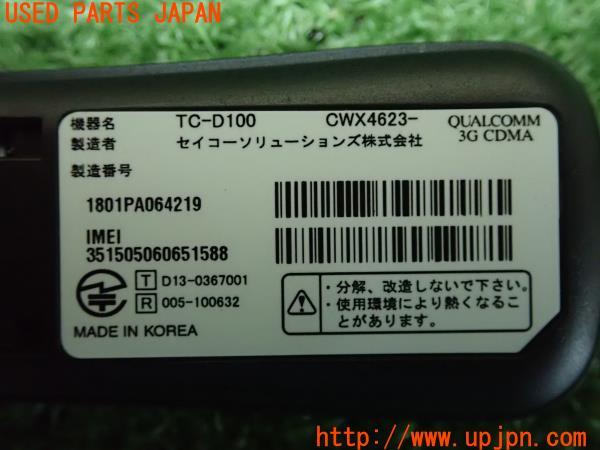 USED PARTS JAPAN
機器名 TC-D100 CWX4623-
製造者 セイコーソリューションズ株式会社
QUALCOMM
3G CDMA
製造番号
1801PA064219
IMEI
351505060651588
T D13-0367001
R 005-100632
MADE IN KOREA
・分解、改造しないで下さい。
・使用環境により熱くなるこ
とがあります。
http://www.upjpn.com